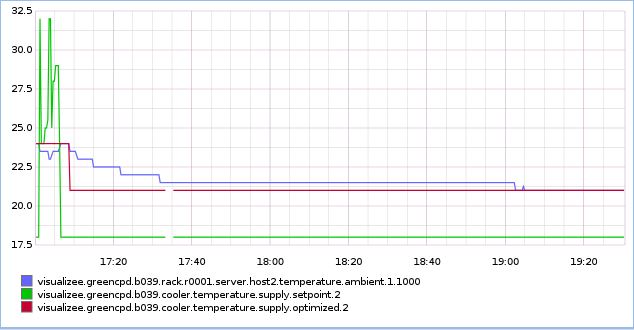 32.5
30.0
27.5
25.0
22.5
20.0
17.5
17:20 17:40 18:00 18:20 18:40 19:00 19:20
visualizee.greencpd.b039.rack.r0001.server.host2.temperature.ambient.1.1000
visualizee.greencpd.b039.cooler.temperature.supply.setpoint.2
visualizee.greencpd.b039.cooler.temperature.supply.optimized.2